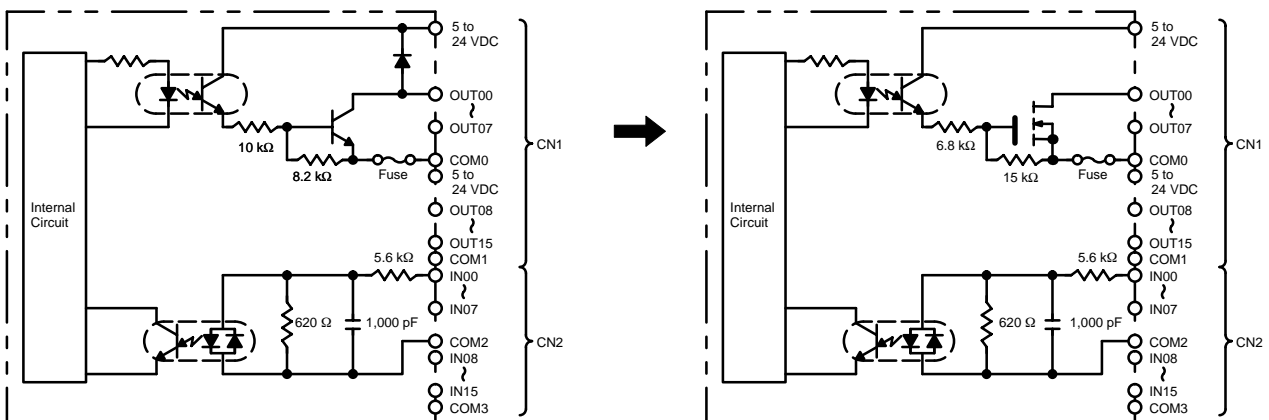 5 to
24 VDC
OUT00
~
OUT07
10 kΩ
8.2 kΩ
Fuse
COM0
5 to
24 VDC
CN1
Internal
Circuit
OUT08
~
OUT15
COM1
5.6 kΩ
IN00
~
IN07
620 Ω
1,000 pF
COM2
IN08
~
IN15
COM3
CN2
5 to
24 VDC
OUT00
~
OUT07
6.8 kΩ
15 kΩ
Fuse
COM0
5 to
24 VDC
CN1
Internal
Circuit
OUT08
~
OUT15
COM1
5.6 kΩ
IN00
~
IN07
620 Ω
1,000 pF
COM2
IN08
~
IN15
COM3
CN2